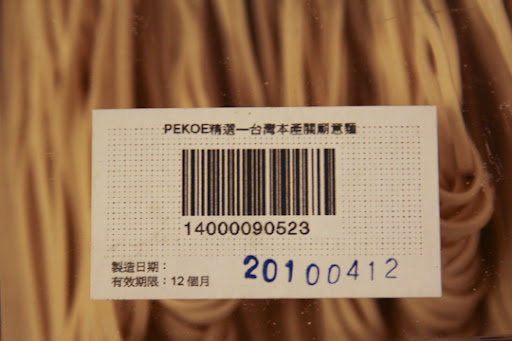 PEKOE精選—台灣本產關廟意麵
14000090523
製造日期： 20100412
有效期限：12個月